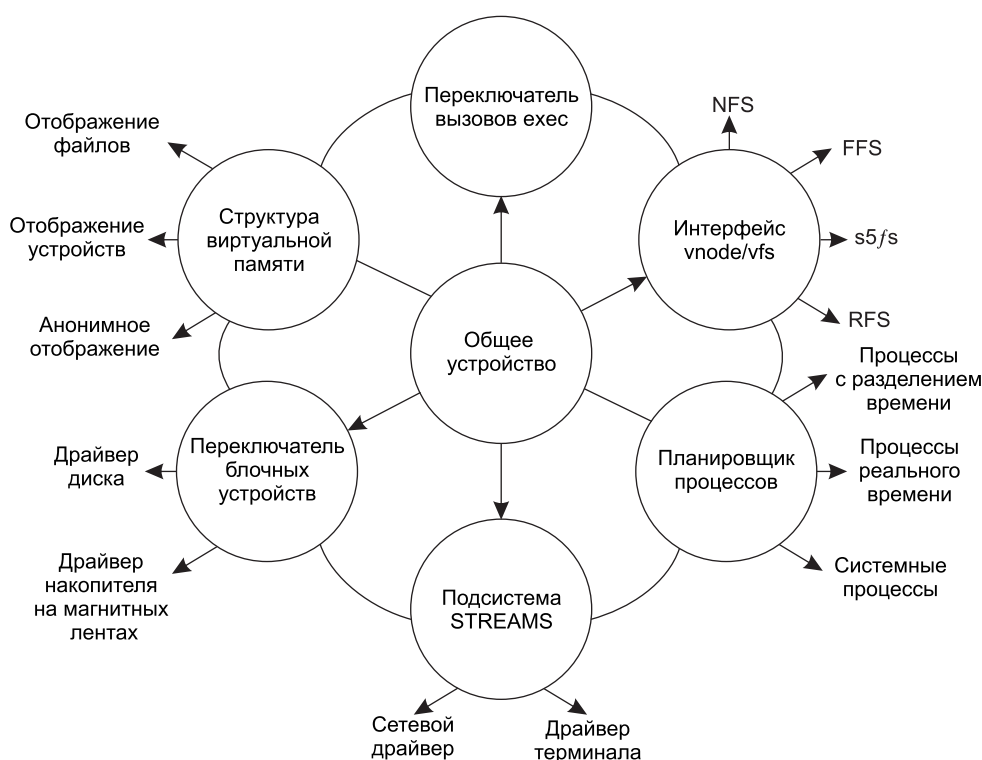 Переключатель
вызовов exec
NFS
FFS
s5fs
RFS
Интерфейс
vnode/vfs
Отображение
файлов
Отображение
устройств
Анонимное
отображение
Структура
виртуальной
памяти
Общее
устройство
Процессы
с разделением
времени
Процессы
реального
времени
Системные
процессы
Планировщик
процессов
Переключатель
блочных
устройств
Драйвер
диска
Драйвер
накопителя
на магнитных
лентах
Подсистема
STREAMS
Сетевой
драйвер
Драйвер
терминала